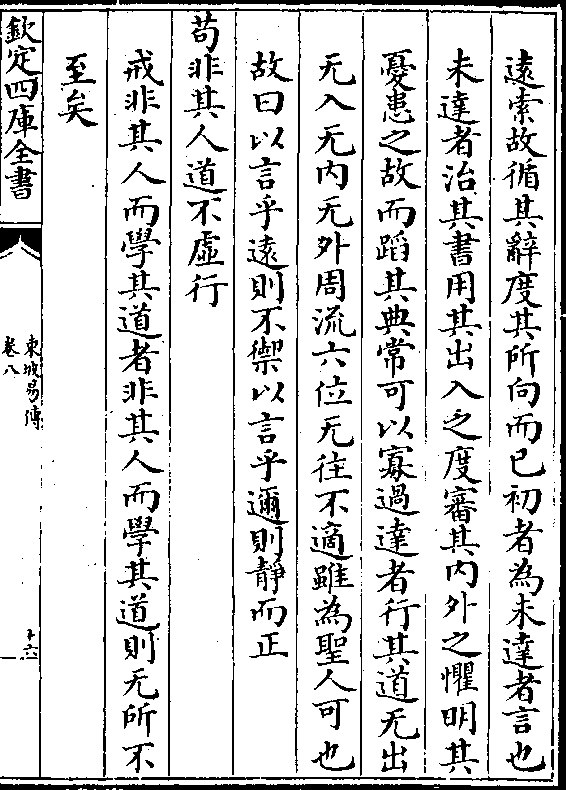 遠索故循其辭度其所向而已初者為未達者言也
未達者治其書用其出入之度審其内外之懼明其
憂患之故而蹈其典常可以寡過達者行其道无出
无入无内无外周流六位无往不適雖為聖人可也
故曰以言乎遠則不禦以言乎邇則靜而正
苟非其人道不虚行
戒非其人而學其道者非其人而學其道則无所不
至矣
欽定四庫全書
東坡易傳
卷八
十六